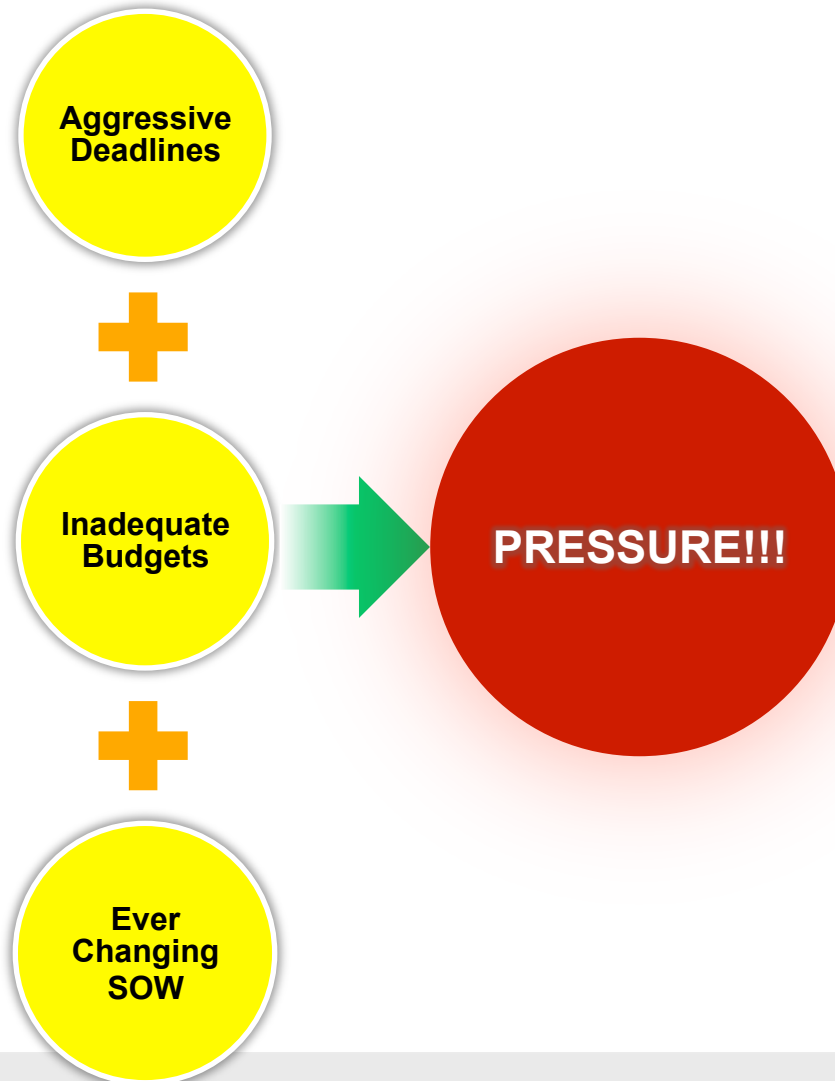 Aggressive
Deadlines
Inadequate
Budgets
PRESSURE!!!
Ever
Changing
SOW